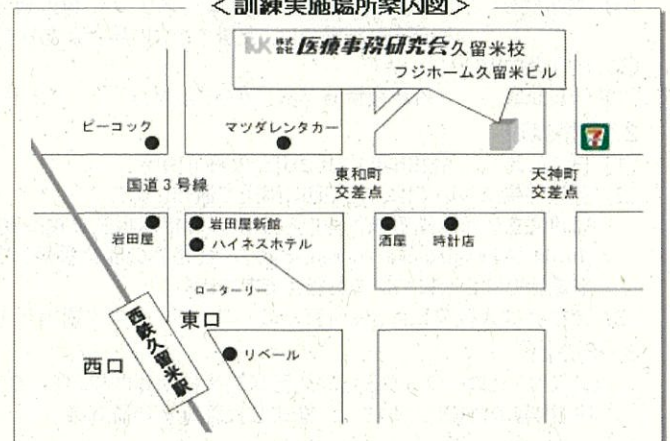 ＜訓練実施場所案内図＞
株式会社 医療事務研究会久留米校
フジホーム久留米ビル
ピーコック
マツダレンタカー
国道3号線
東和町
交差点
天神町
交差点
岩田屋
岩田屋新館
ハイネスホテル
酒屋
時計店
ロータリー
東口
西鉄久留米駅
西口
リベール